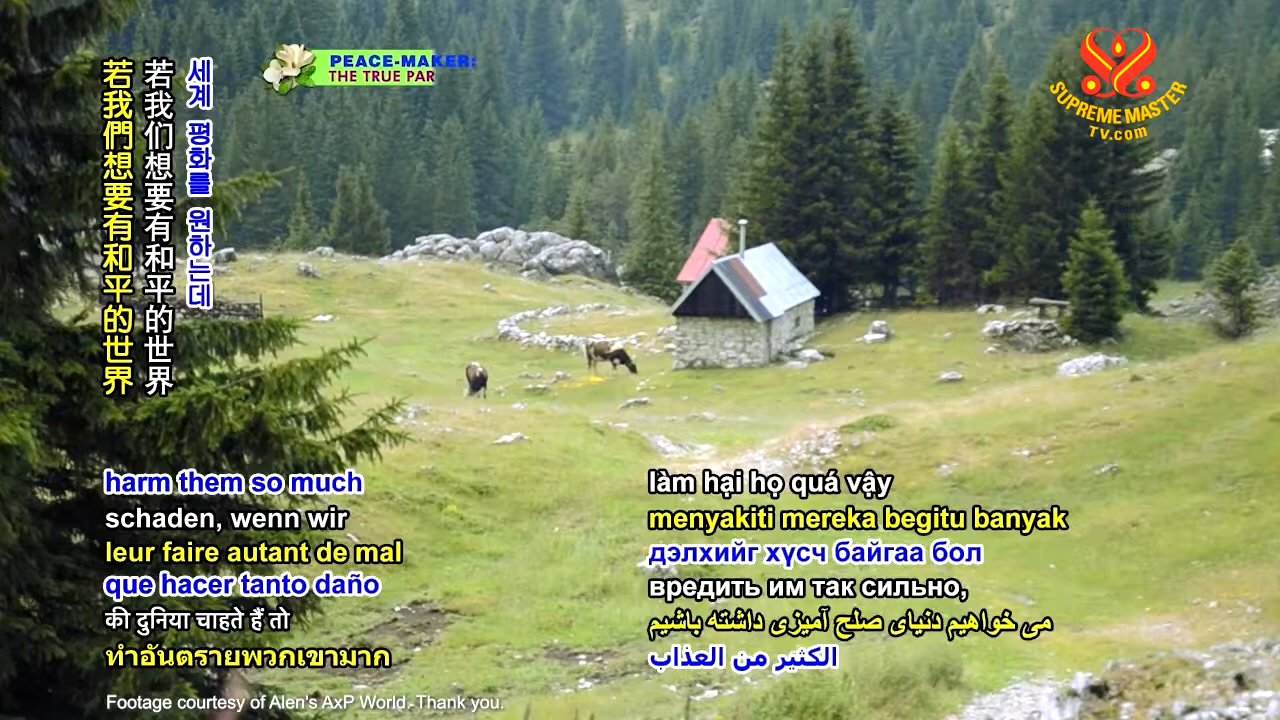 PEACE-MAKER:
THE TRUE PAR
SUPREME MASTER
TV.com
세계 평화를 원하는데
若我们想要有和平的世界
若我們想要有和平的世界
harm them so much
schaden, wenn wir
leur faire autant de mal
que hacer tanto daño
की दुनिया चाहते हैं तो
ทำอันตรายพวกเขามาก
làm hại họ quá vậy
menyakiti mereka begitu banyak
дэлхийг хүсч байгаа бол
вредить им так сильно,
می خواهیم دنیای صلح آمیزی داشته باشیم
الكثير من العذاب
Footage courtesy of Alen's AxP World. Thank you.